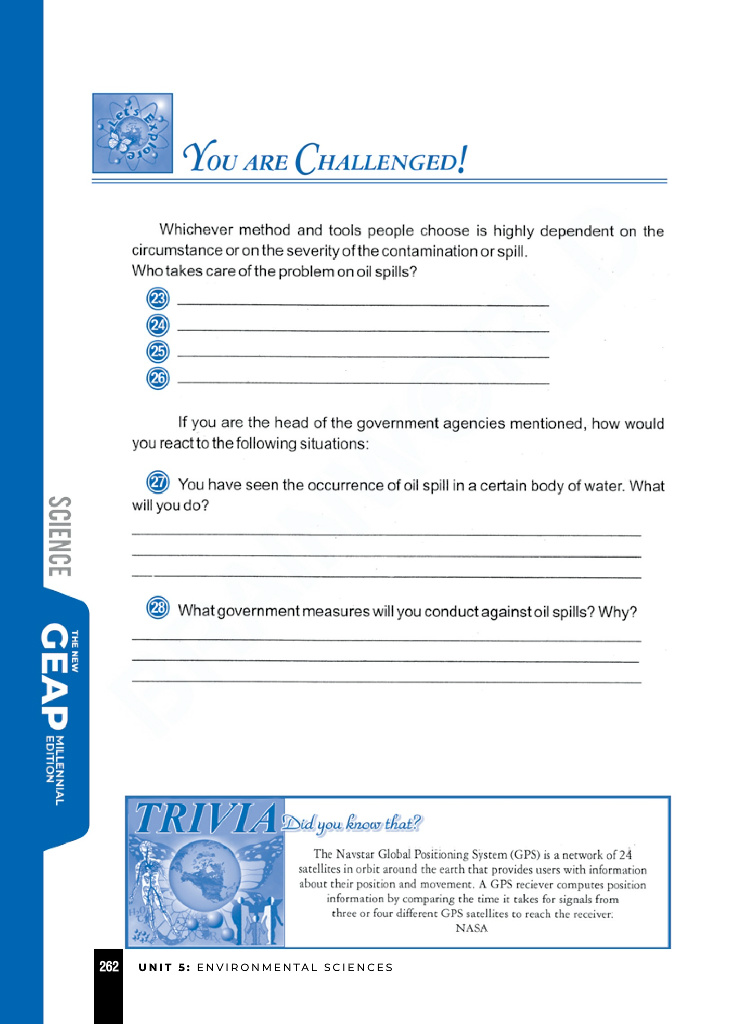 Let's Explore
YOU ARE CHALLENGED!
Whichever method and tools people choose is highly dependent on the
circumstance or on the severity of the contamination or spill.
Who takes care of the problem on oil spills?
23
24
25
26
If you are the head of the government agencies mentioned, how would
you react to the following situations:
27 You have seen the occurrence of oil spill in a certain body of water. What
will you do?
28 What government measures will you conduct against oil spills? Why?
SCIENCE
THE NEW
GEAP
MILLENNIAL
EDITION
TRIVIA Did you know that?
The Navstar Global Positioning System (GPS) is a network of 24
satellites in orbit around the earth that provides users with information
about their position and movement. A GPS reciever computes position
information by comparing the time it takes for signals from
three or four different GPS satellites to reach the receiver.
NASA
262 UNIT 5: ENVIRONMENTAL SCIENCES